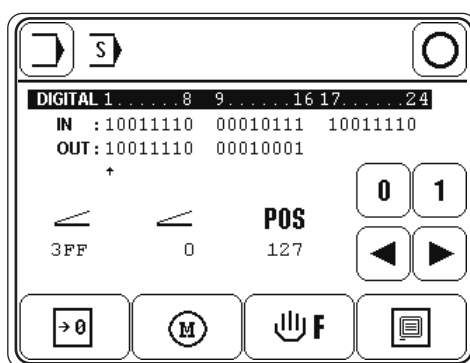 S
DIGITAL 1......8 9......16 17......24
IN :10011110 00010111 10011110
OUT:10011110 00010001
0 1
POS
3FF 0 127
→0 M F